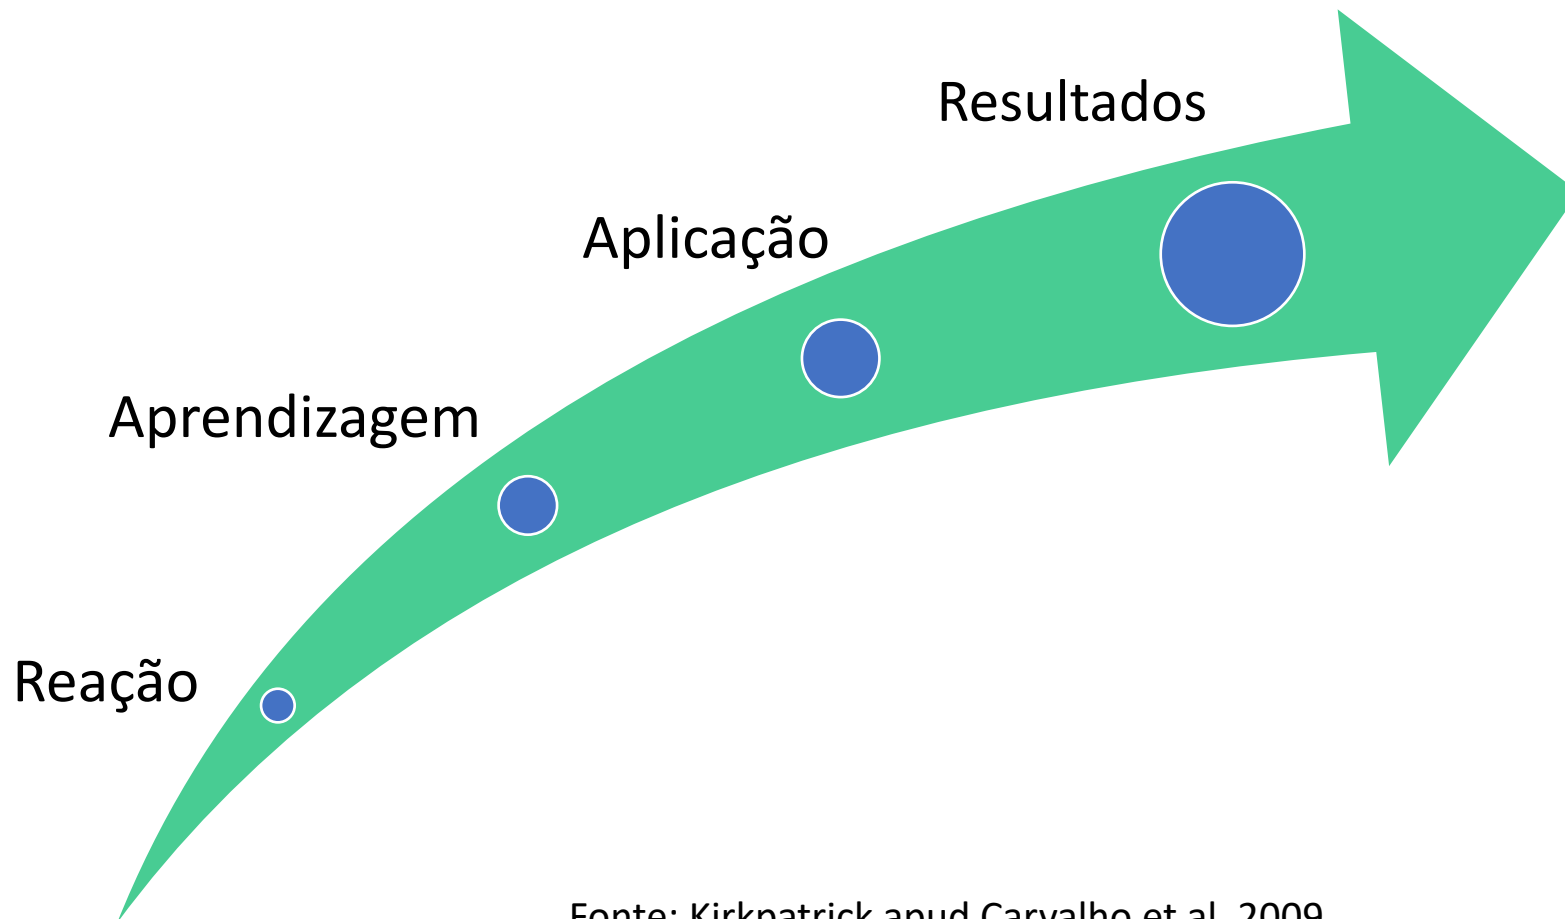 Resultados
Aplicação
Aprendizagem
Reação
Fonte: Kirkpatrick apud Carvalho et al, 2009